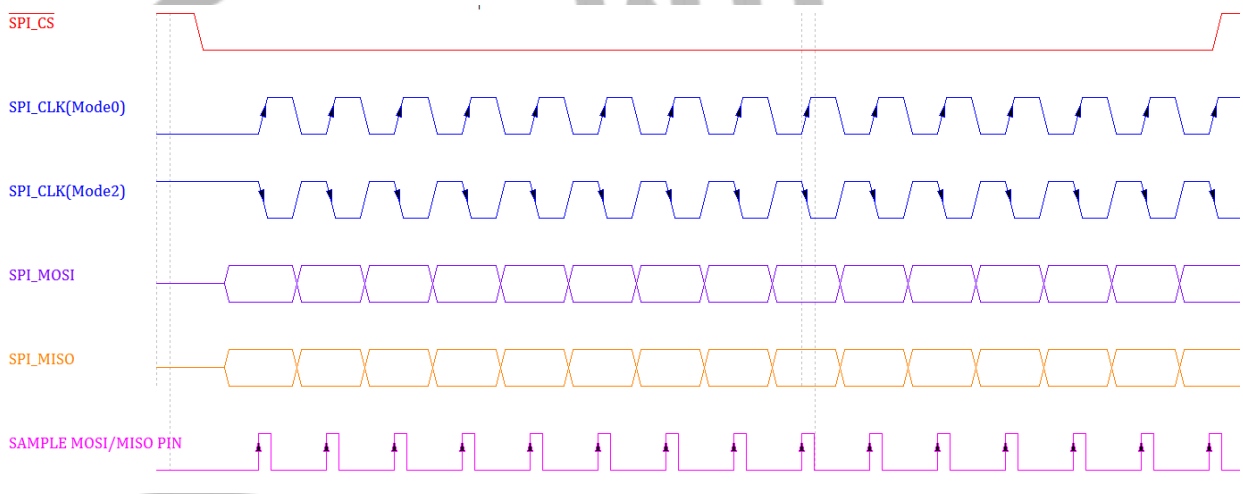 SPI_CS
SPI_CLK(Mode0)
SPI_CLK(Mode2)
SPI_MOSI
SPI_MISO
SAMPLE MOSI/MISO PIN